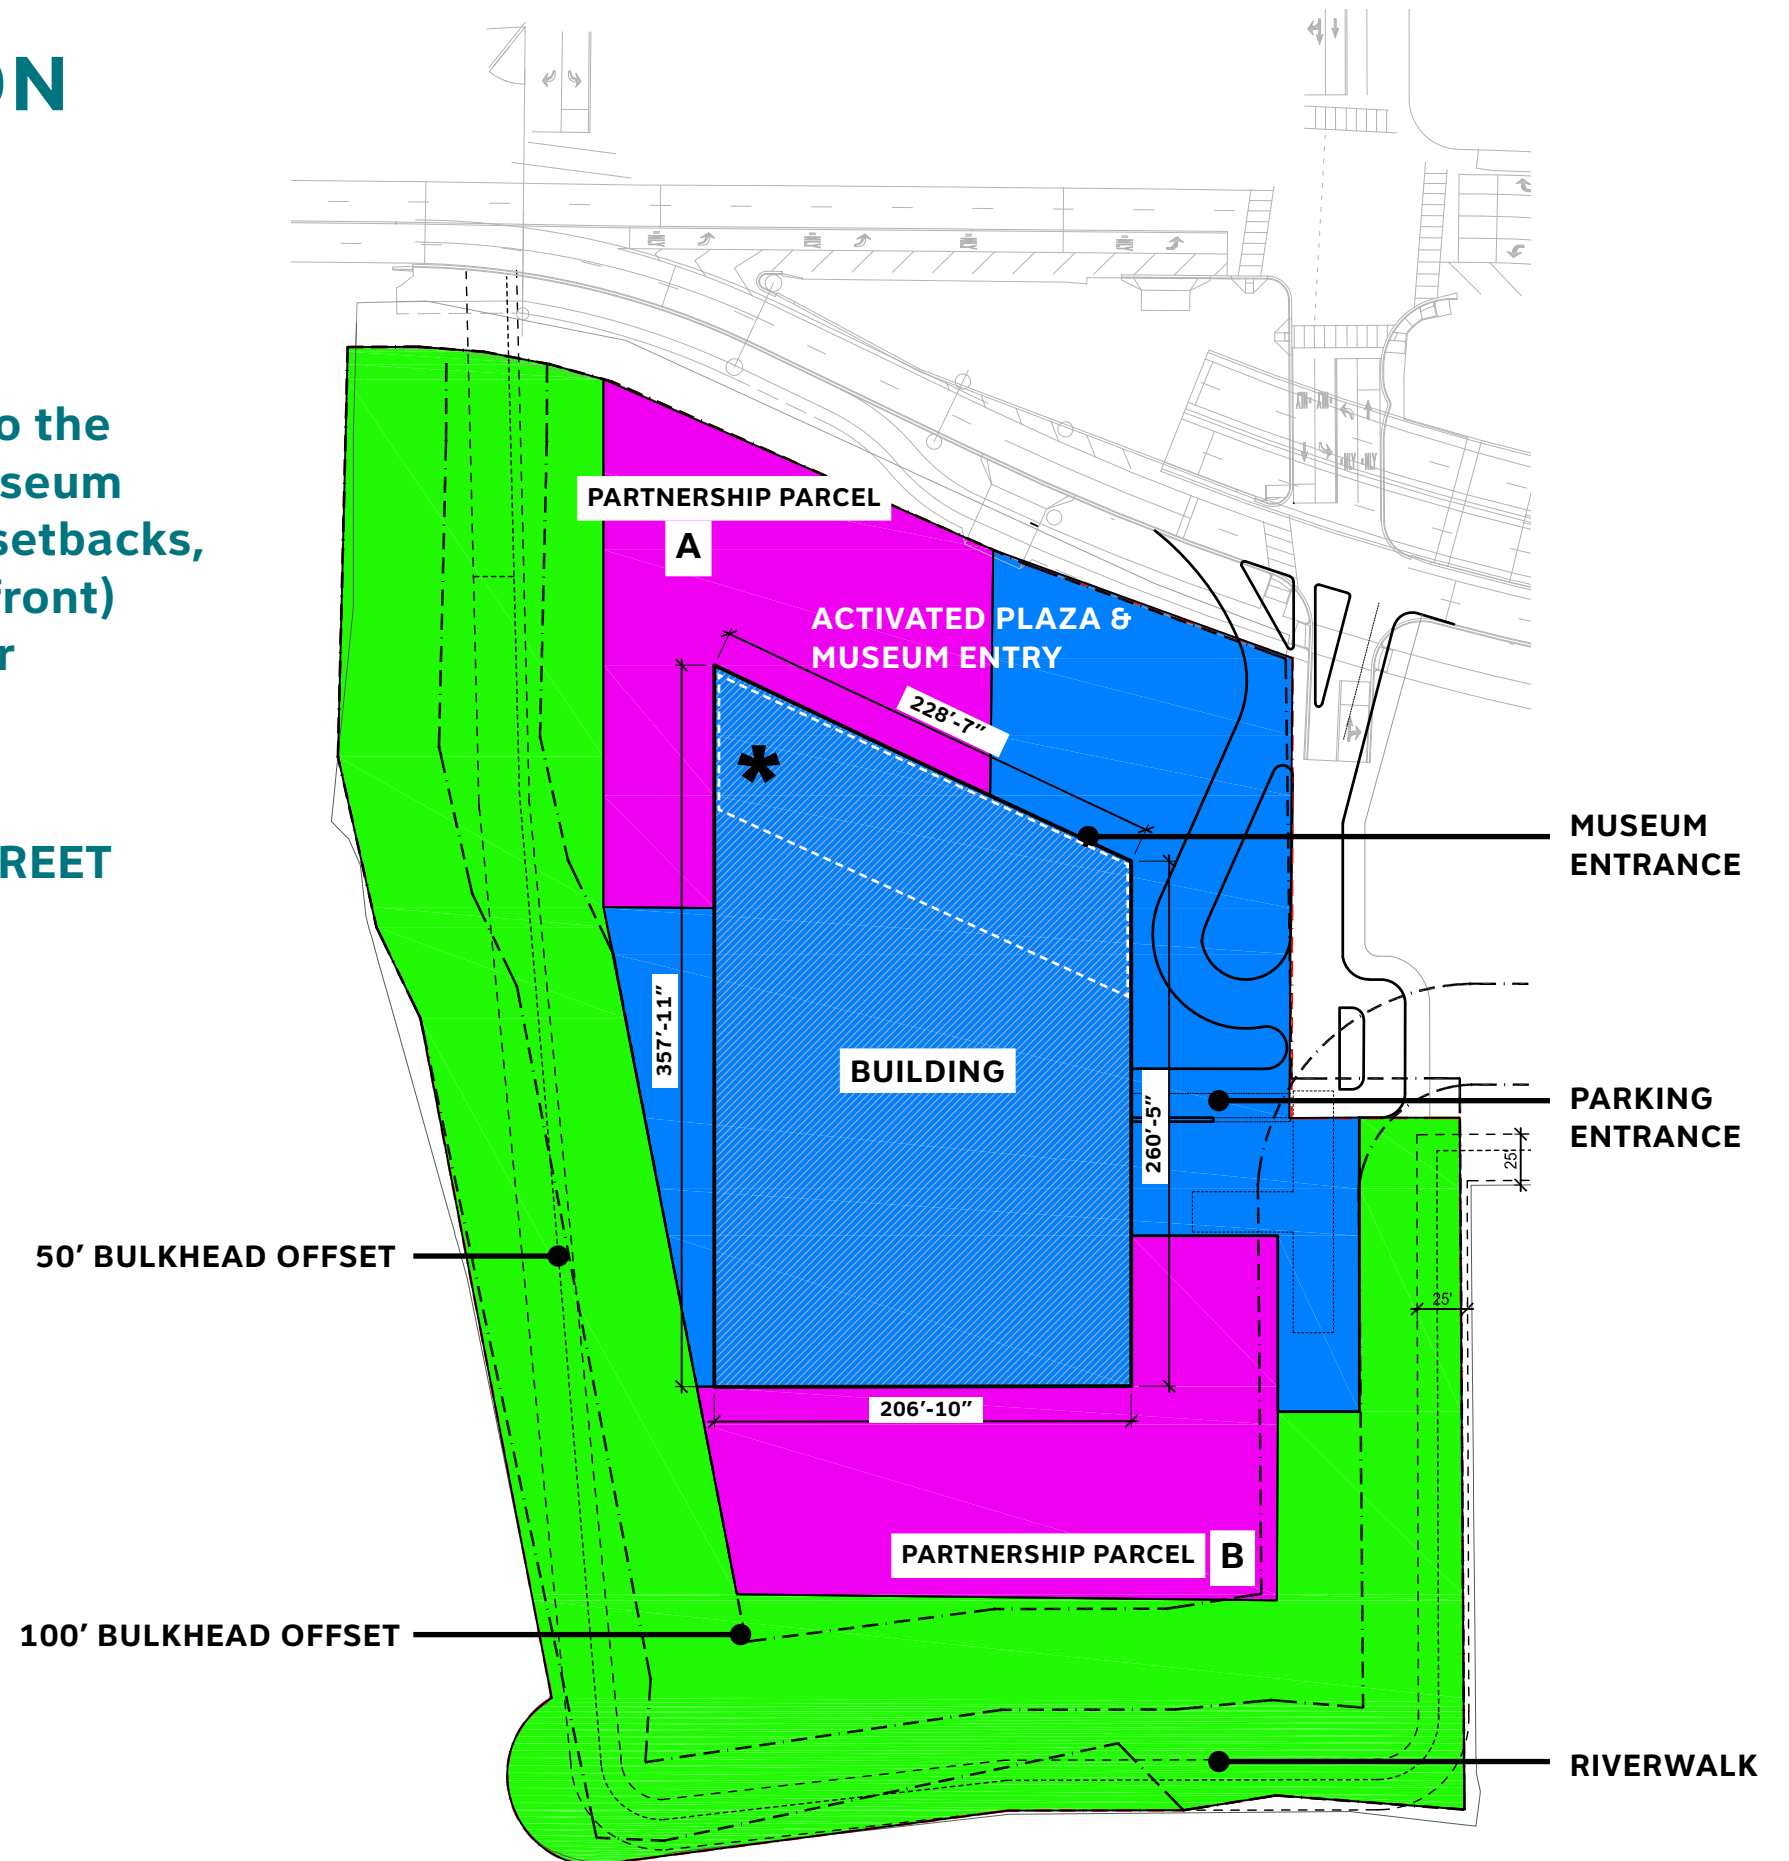 ON
o the
seum
setbacks,
front)
r
REET
PARTNERSHIP PARCEL
A
ACTIVATED PLAZA &
MUSEUM ENTRY
228’-7”
*
MUSEUM
ENTRANCE
357’-11”
BUILDING
260’-5”
PARKING
ENTRANCE
25'
50’ BULKHEAD OFFSET
25'
206’-10”
PARTNERSHIP PARCEL B
100’ BULKHEAD OFFSET
RIVERWALK